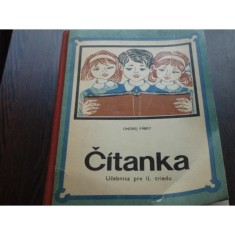 Čítanka
Učebnica pre II. triedu